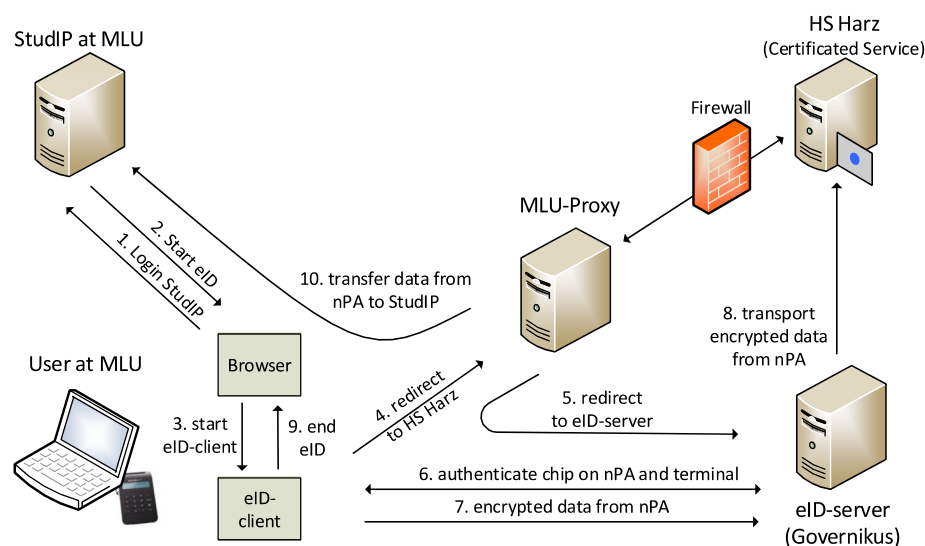 StudIP at MLU
HS Harz
(Certificated Service)
Firewall
MLU-Proxy
2. Start eID
1. Login StudIP
10. transfer data from
nPA to StudIP
8. transport
encrypted data
from nPA
User at MLU
Browser
4. redirect
to HS Harz
5. redirect
to eID-server
3. start
eID-client
9. end
eID
6. authenticate chip on nPA and terminal
7. encrypted data from nPA
eID-
client
eID-server
(Governikus)